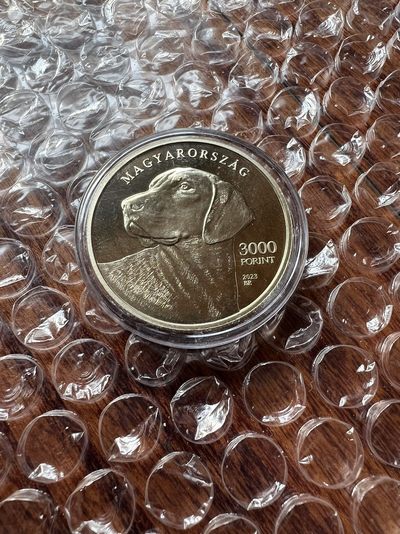 MAGYARORSZÁG
3000
FORINT
2023
BP.